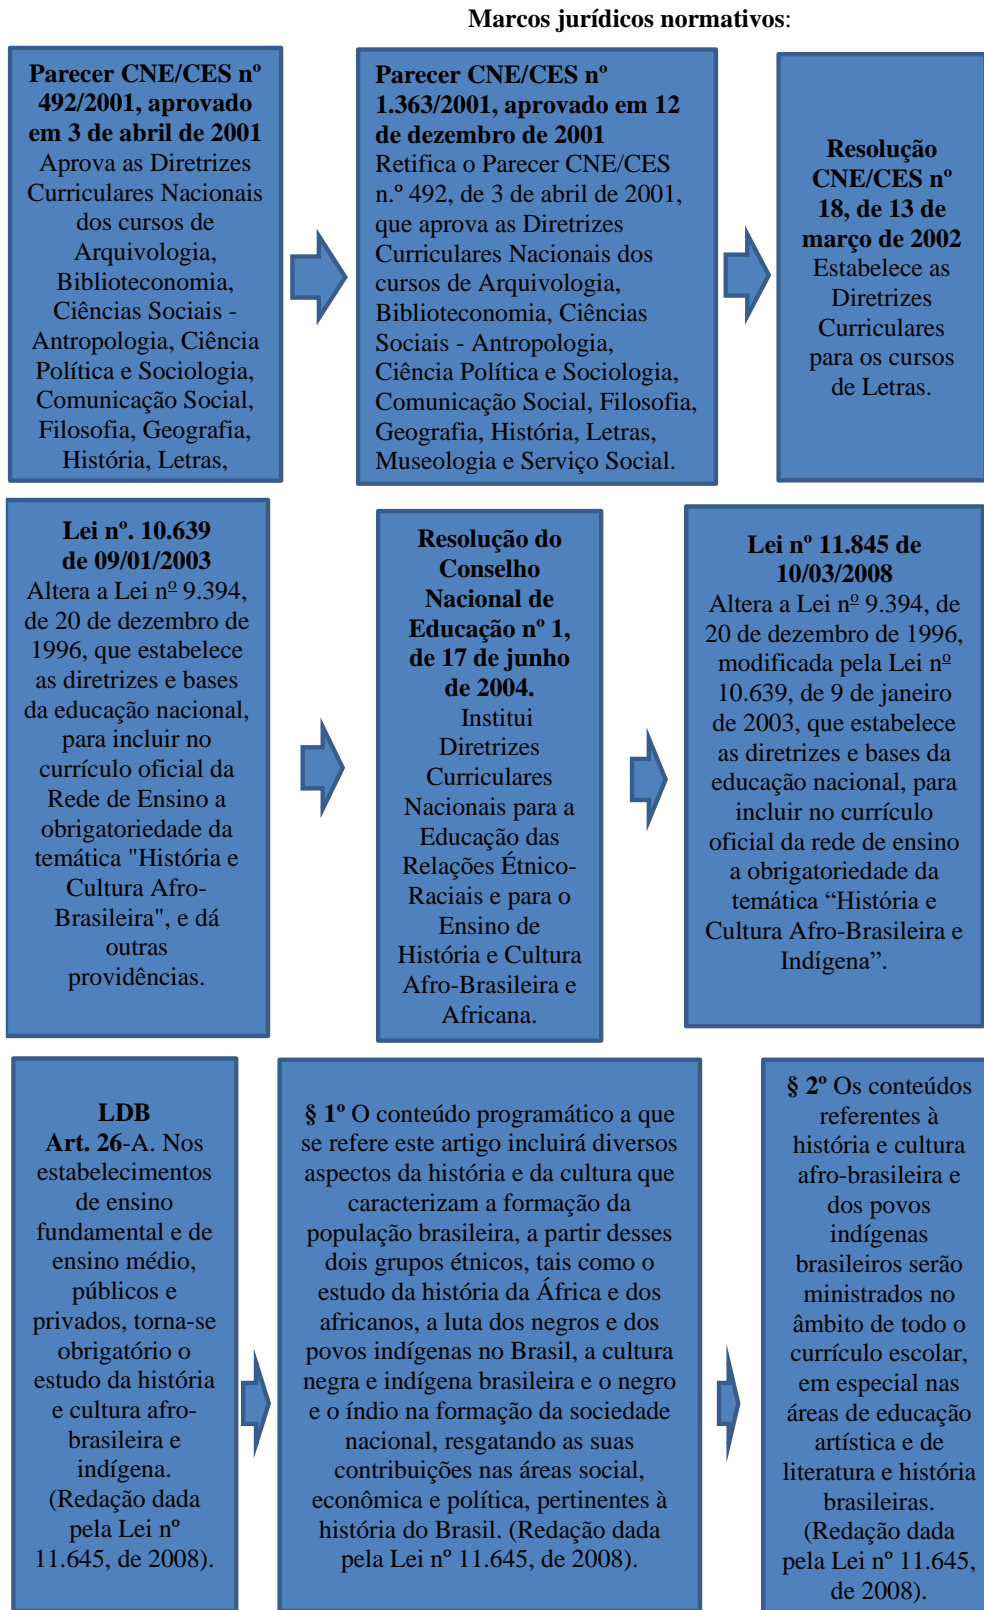 Marcos jurídicos normativos:
Parecer CNE/CES nº
492/2001, aprovado
em 3 de abril de 2001
Aprova as Diretrizes
Curriculares Nacionais
dos cursos de
Arquivologia,
Biblioteconomia,
Ciências Sociais -
Antropologia, Ciência
Política e Sociologia,
Comunicação Social,
Filosofia, Geografia,
História, Letras,
Parecer CNE/CES nº
1.363/2001, aprovado em 12
de dezembro de 2001
Retifica o Parecer CNE/CES
n.º 492, de 3 de abril de 2001,
que aprova as Diretrizes
Curriculares Nacionais dos
cursos de Arquivologia,
Biblioteconomia, Ciências
Sociais - Antropologia,
Ciência Política e Sociologia,
Comunicação Social, Filosofia,
Geografia, História, Letras,
Museologia e Serviço Social.
Resolução
CNE/CES nº
18, de 13 de
março de 2002
Estabelece as
Diretrizes
Curriculares
para os cursos
de Letras.
Lei nº. 10.639
de 09/01/2003
Altera a Lei nº 9.394,
de 20 de dezembro de
1996, que estabelece
as diretrizes e bases
da educação nacional,
para incluir no
currículo oficial da
Rede de Ensino a
obrigatoriedade da
temática "História e
Cultura Afro-
Brasileira", e dá
outras
providências.
Resolução do
Conselho
Nacional de
Educação nº 1,
de 17 de junho
de 2004.
Institui
Diretrizes
Curriculares
Nacionais para a
Educação das
Relações Étnico-
Raciais e para o
Ensino de
História e Cultura
Afro-Brasileira e
Africana.
Lei nº 11.845 de
10/03/2008
Altera a Lei nº 9.394, de
20 de dezembro de 1996,
modificada pela Lei nº
10.639, de 9 de janeiro
de 2003, que estabelece
as diretrizes e bases da
educação nacional, para
incluir no currículo
oficial da rede de ensino
a obrigatoriedade da
temática “História e
Cultura Afro-Brasileira e
Indígena”.
LDB
Art. 26-A. Nos
estabelecimentos
de ensino
fundamental e de
ensino médio,
públicos e
privados, torna-se
obrigatório o
estudo da história
e cultura afro-
brasileira e
indígena.
(Redação dada
pela Lei nº
11.645, de 2008).
§ 1º O conteúdo programático a que
se refere este artigo incluirá diversos
aspectos da história e da cultura que
caracterizam a formação da
população brasileira, a partir desses
dois grupos étnicos, tais como o
estudo da história da África e dos
africanos, a luta dos negros e dos
povos indígenas no Brasil, a cultura
negra e indígena brasileira e o negro
e o índio na formação da sociedade
nacional, resgatando as suas
contribuições nas áreas social,
econômica e política, pertinentes à
história do Brasil. (Redação dada
pela Lei nº 11.645, de 2008).
§ 2º Os conteúdos
referentes à
história e cultura
afro-brasileira e
dos povos
indígenas
brasileiros serão
ministrados no
âmbito de todo o
currículo escolar,
em especial nas
áreas de educação
artística e de
literatura e história
brasileiras.
(Redação dada
pela Lei nº 11.645,
de 2008).